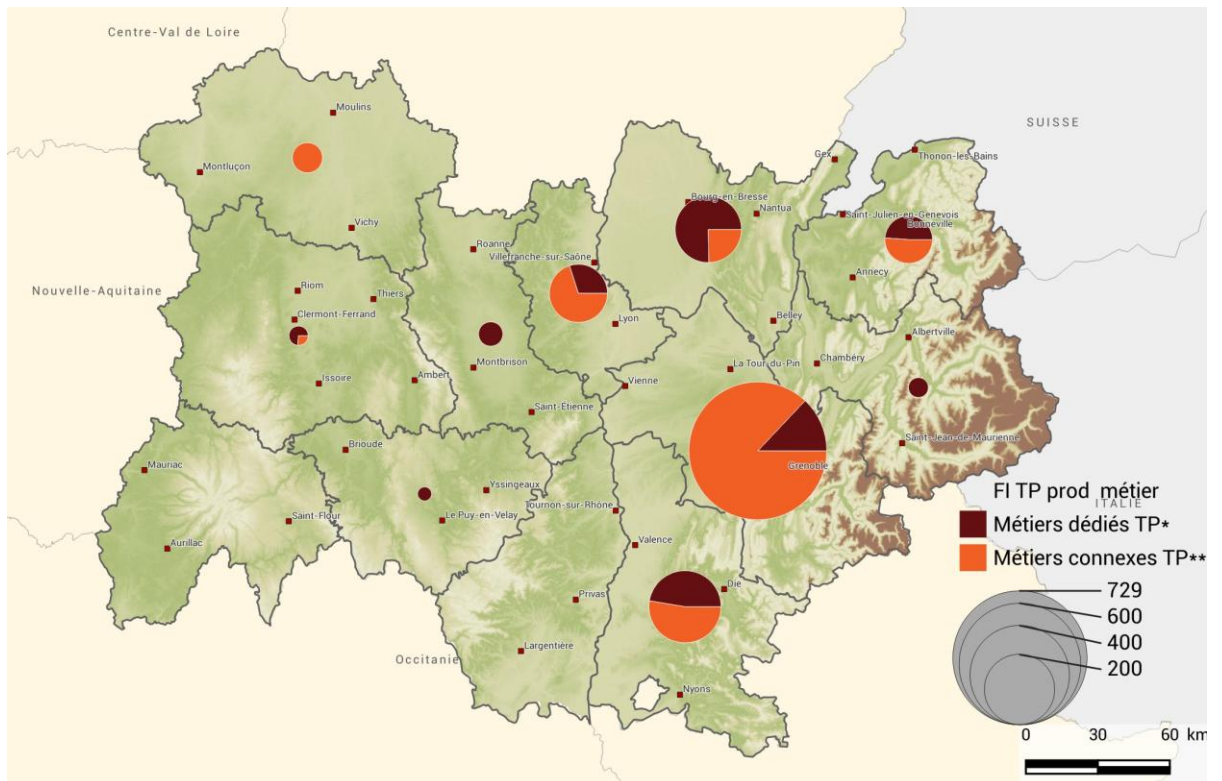 Centre-Val de Loire
Moulins
SUISSE
Montluçon
Gex
Thonon-les-Bains
Bourg-en-Bresse
Nantua
Saint-Julien-en-Genevois
Bonneville
Vichy
Roanne
Villefranche-sur-Saône
Annecy
Nouvelle-Aquitaine
Riom
Thiers
Clermont-Ferrand
Lyon
Belley
Albertville
Montbrison
La Tour du Pin
Chambéry
Issoire
Ambert
Vienne
Saint-Étienne
Saint-Jean-de-Maurienne
Brioude
Grenoble
Mauriac
Yssingeaux
Tournon-sur-Rhône
Saint-Flour
Le Puy-en-Velay
Aurillac
Valence
Die
Privas
Largentière
Occitanie
Nyons
FI TP prod métier
ITALIE
Métiers dédiés TP*
Métiers connexes TP**
729
600
400
200
0 30 60 km